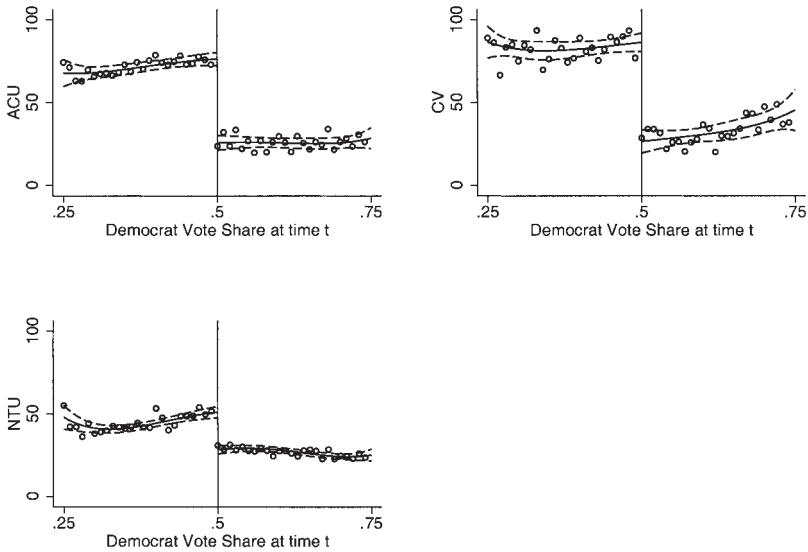 100
50
0
ACU
.25 .5 .75
Democrat Vote Share at time t
100
50
0
CV
.25 .5 .75
Democrat Vote Share at time t
100
50
0
NTU
.25 .5 .75
Democrat Vote Share at time t